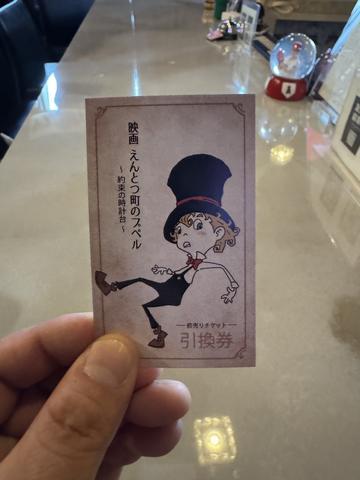 映画 えんとつ町のプペル
～約束の時計台～
前売りチケット
引換券